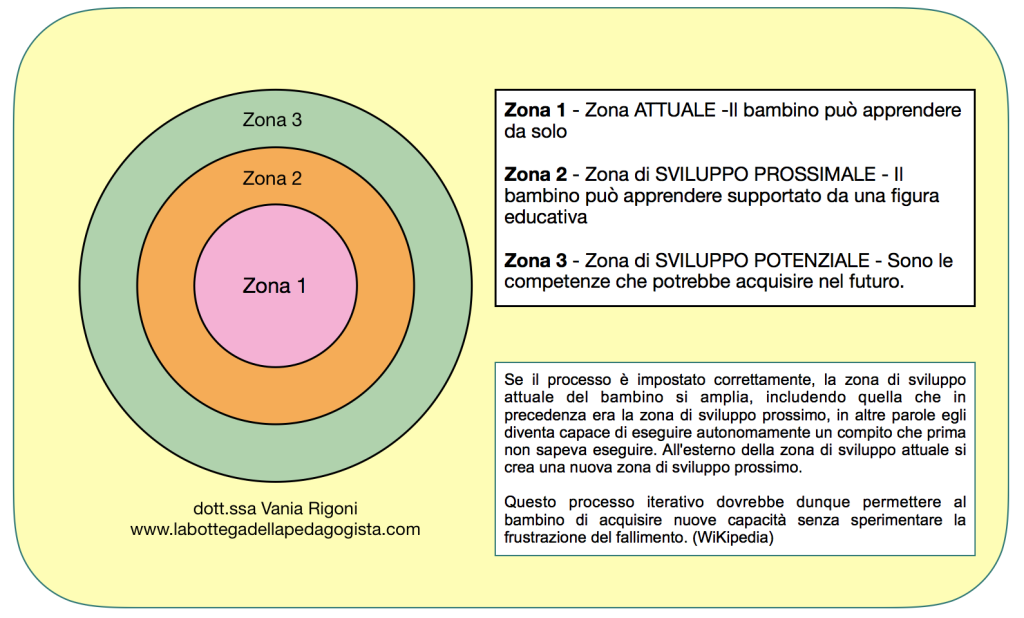 Zona 3
Zona 2
Zona 1
dott.ssa Vania Rigoni
www.labottegadellapedagogista.com
Zona 1 - Zona ATTUALE -Il bambino può apprendere
da solo
Zona 2 - Zona di SVILUPPO PROSSIMALE - Il
bambino può apprendere supportato da una figura
educativa
Zona 3 - Zona di SVILUPPO POTENZIALE - Sono le
competenze che potrebbe acquisire nel futuro.
Se il processo è impostato correttamente, la zona di sviluppo
attuale del bambino si amplia, includendo quella che in
precedenza era la zona di sviluppo prossimo, in altre parole egli
diventa capace di eseguire autonomamente un compito che prima
non sapeva eseguire. All'esterno della zona di sviluppo attuale si
crea una nuova zona di sviluppo prossimo.
Questo processo iterativo dovrebbe dunque permettere al
bambino di acquisire nuove capacità senza sperimentare la
frustrazione del fallimento. (WiKipedia)